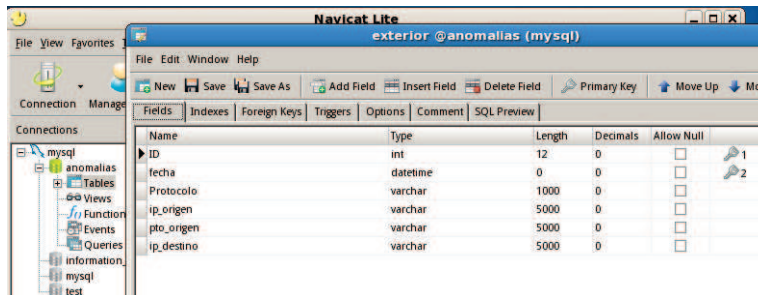 Navicat Lite
File View Favorites
Connection Manage
Connections
mysql
anomalias
Tables
Views
Function
Events
Queries
information_
mysql
test
exterior @anomalias (mysql)
File Edit Window Help
New Save Save As Add Field Insert Field Delete Field Primary Key Move Up Mo
Fields Indexes Foreign Keys Triggers Options Comment SQL Preview
Name Type Length Decimals Allow Null
ID int 12 0 1
fecha datetime 0 0 2
Protocolo varchar 1000 0
ip_origen varchar 5000 0
pto_origen varchar 5000 0
ip_destino varchar 5000 0